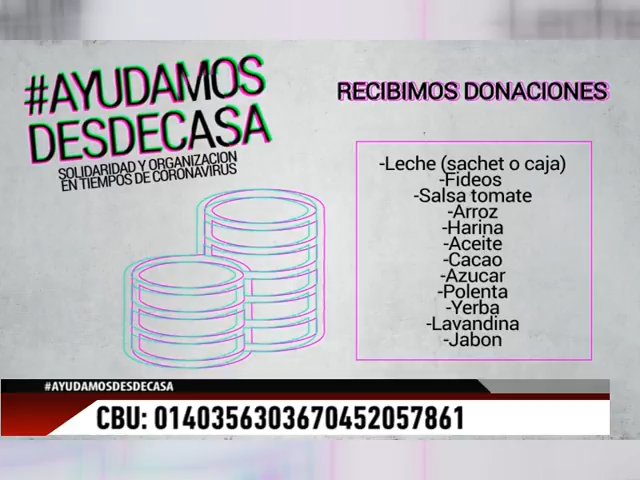 #AYUDAMOS
DESDECASA
SOLIDARIDAD Y ORGANIZACION
EN TIEMPOS DE CORONAVIRUS
RECIBIMOS DONACIONES
-Leche (sachet o caja)
-Fideos
-Salsa tomate
-Arroz
-Harina
-Aceite
-Cacao
-Azucar
-Polenta
-Yerba
-Lavandina
-Jabon
#AYUDAMOSDESDECASA
CBU: 0140356303670452057861